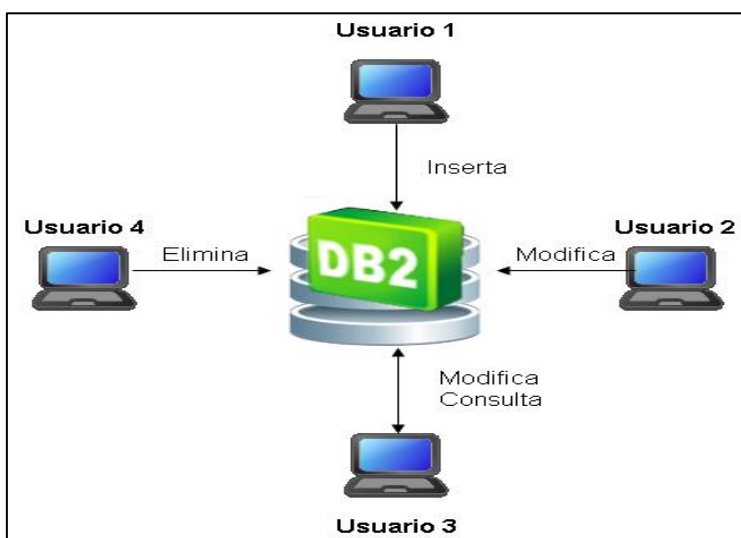 Usuario 1
Inserta
Usuario 4
Elimina
DB2
Usuario 2
Modifica
Modifica
Consulta
Usuario 3